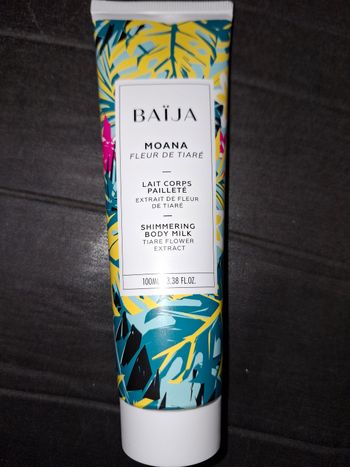 BAÏJA
MOANA
FLEUR DE TIARÉ
LAIT CORPS
PAILLETÉ
EXTRAIT DE FLEUR
DE TIARÉ
SHIMMERING
BODY MILK
TIARE FLOWER
EXTRACT
100ML 3.38 FL.OZ.